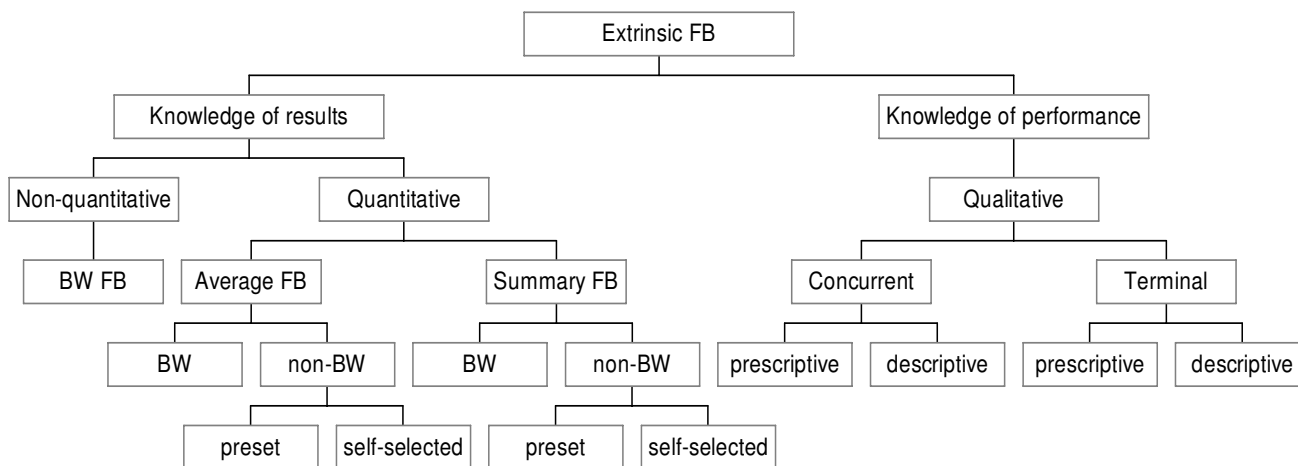 Extrinsic FB
Knowledge of results
Knowledge of performance
Non-quantitative
Quantitative
Qualitative
BW FB
Average FB
Summary FB
Concurrent
Terminal
BW
non-BW
BW
non-BW
prescriptive
descriptive
prescriptive
descriptive
preset
self-selected
preset
self-selected